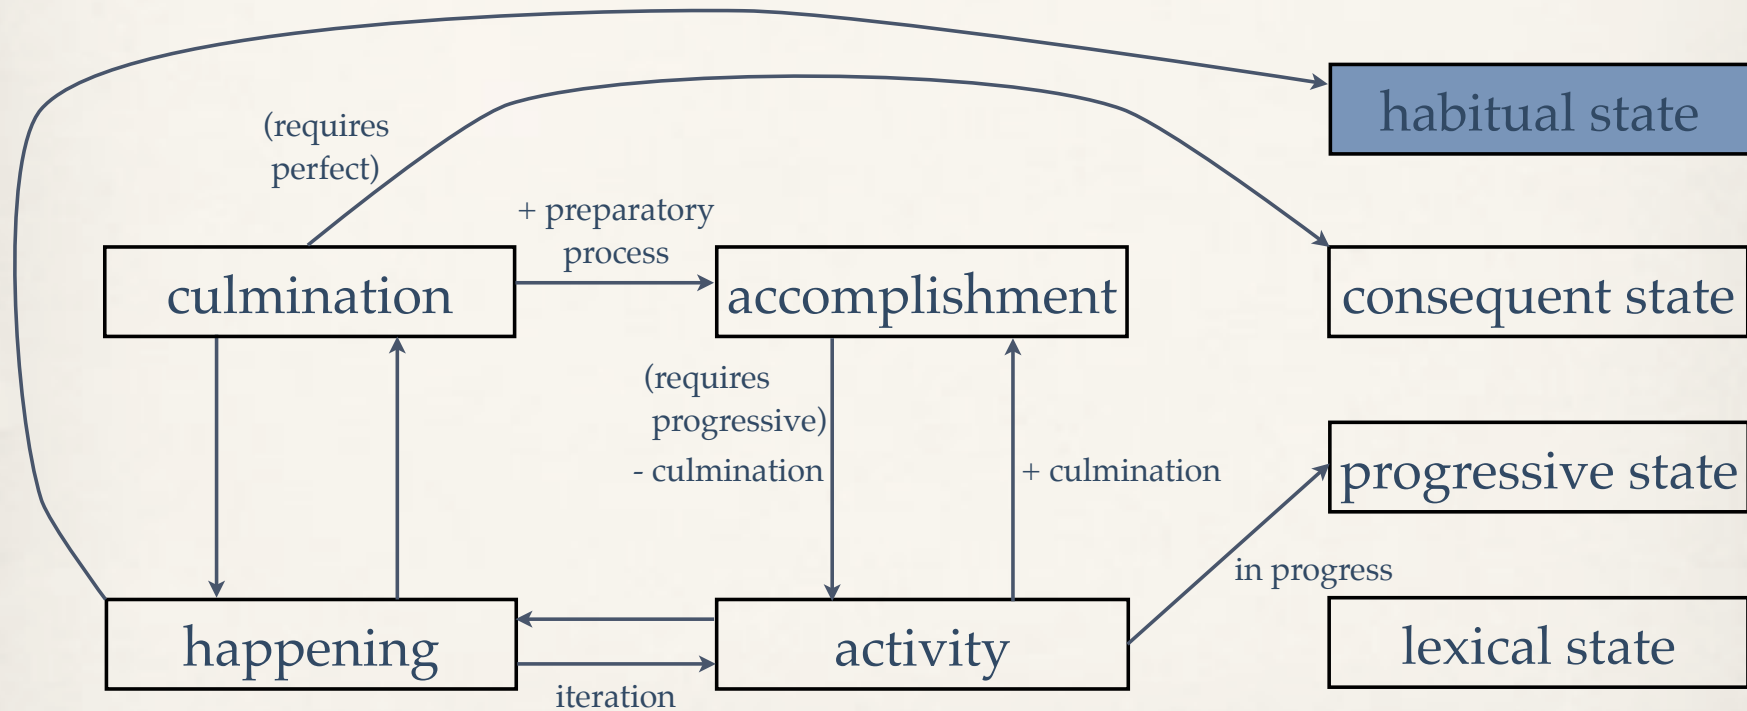 habitual state
(requires
perfect)
+ preparatory
process
culmination
accomplishment
consequent state
(requires
progressive)
- culmination
+ culmination
progressive state
in progress
happening
activity
lexical state
iteration